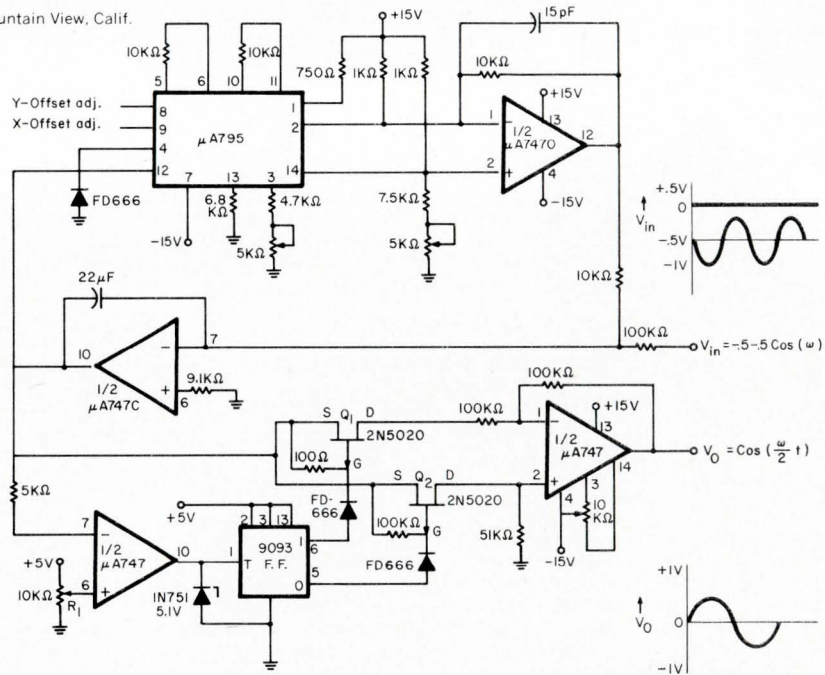 untain View, Calif.
+15V
15pF
10KΩ
10KΩ
750Ω
1KΩ
1KΩ
10KΩ
5
6
10
11
Y-Offset adj.
X-Offset adj.
8
9
4
12
μA795
1
2
14
7
13
3
FD666
-15V
6.8
KΩ
4.7KΩ
5KΩ
7.5KΩ
5KΩ
1
2
-
+
1/2
μA747O
+15V
13
12
4
-15V
10KΩ
+.5V
0
-.5V
-1V
Vin
22μF
10
7
-
+
6
9.1KΩ
1/2
μA747C
100KΩ
Vin=-.5-.5 Cos (ω)
S Q1 D
2N5020
100Ω
G
FD-
666
100KΩ
100KΩ
S Q2 D
2N5020
100KΩ
G
FD666
51KΩ
1
2
-
+
1/2
μA747
+15V
13
14
4
3
10
KΩ
-15V
VO = Cos (ω/2 t)
5KΩ
+5V
10KΩ
R1
7
6
-
+
1/2
μA747
10
1N751
5.1V
+5V
2 3 13
1
T
9093
F.F.
1
6
5
0
+1V
0
-1V
VO